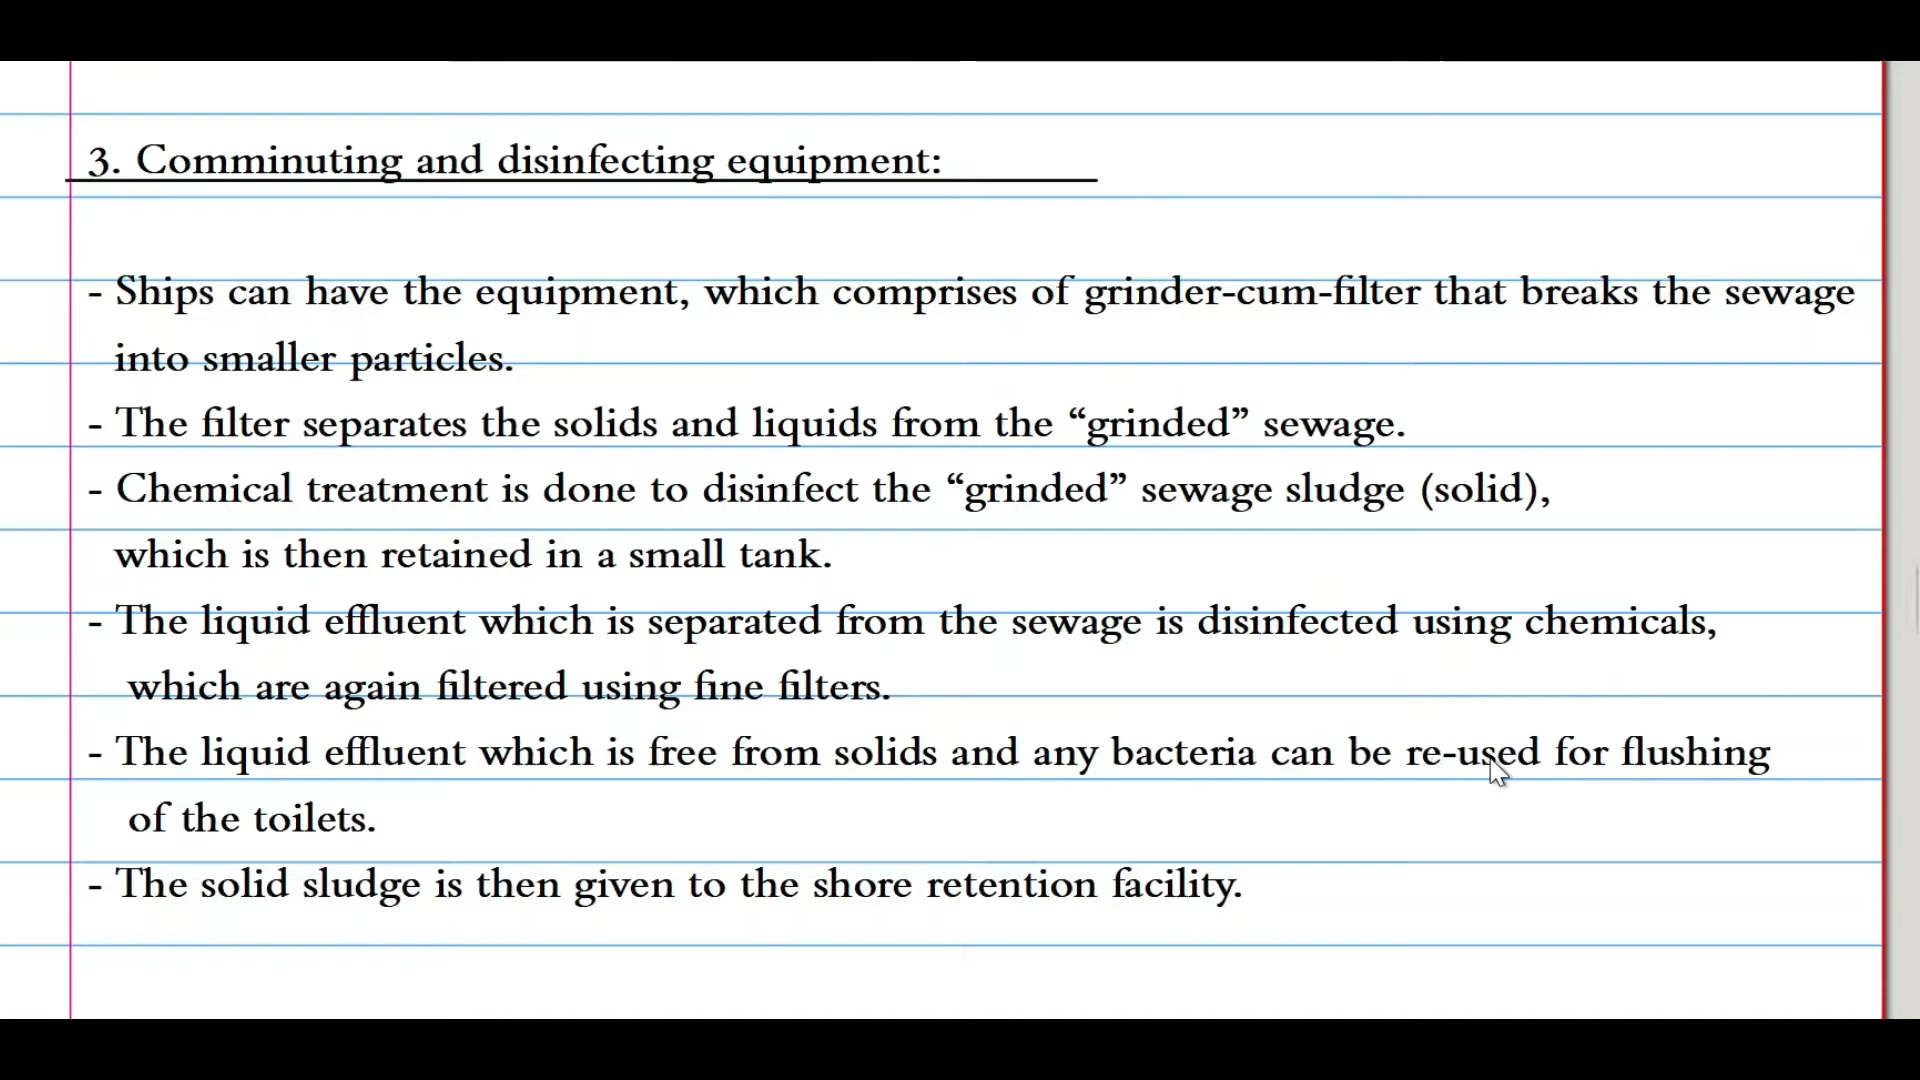 3. Comminuting and disinfecting equipment:
- Ships can have the equipment, which comprises of grinder-cum-filter that breaks the sewage
into smaller particles.
- The filter separates the solids and liquids from the “grinded” sewage.
- Chemical treatment is done to disinfect the “grinded” sewage sludge (solid),
which is then retained in a small tank.
- The liquid effluent which is separated from the sewage is disinfected using chemicals,
which are again filtered using fine filters.
- The liquid effluent which is free from solids and any bacteria can be re-used for flushing
of the toilets.
- The solid sludge is then given to the shore retention facility.